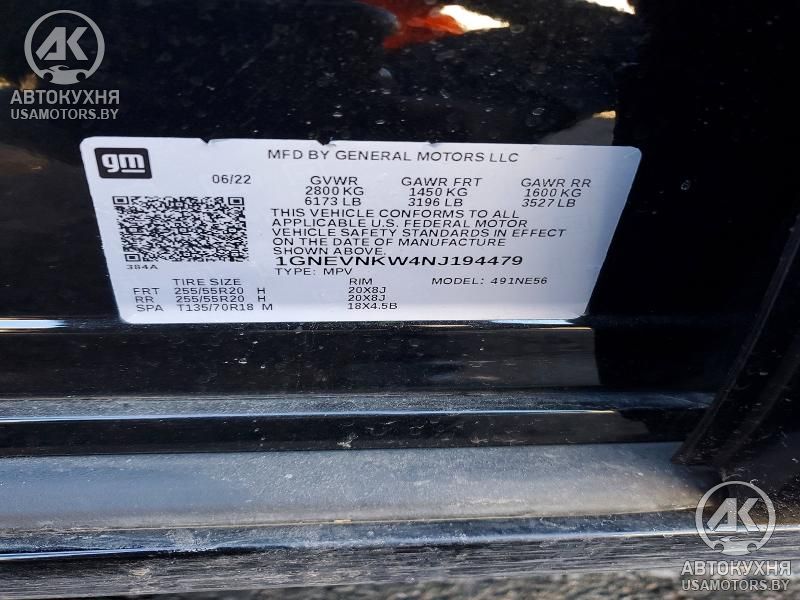 AK
АВТОКУХНЯ
USAMOTORS.BY
gm
MFD BY GENERAL MOTORS LLC
06/22 GVWR GAWR FRT GAWR RR
2800 KG 1450 KG 1600 KG
6173 LB 3196 LB 3527 LB
THIS VEHICLE CONFORMS TO ALL
APPLICABLE U.S. FEDERAL MOTOR
VEHICLE SAFETY STANDARDS IN EFFECT
ON THE DATE OF MANUFACTURE
SHOWN ABOVE.
384A
1GNEVNKW4NJ194479
TYPE: MPV
TIRE SIZE RIM MODEL: 491NE56
FRT 255/55R20 H 20X8J
RR 255/55R20 H 20X8J
SPA T135/70R18 M 18X4.5B
AK
АВТОКУХНЯ
USAMOTORS.BY